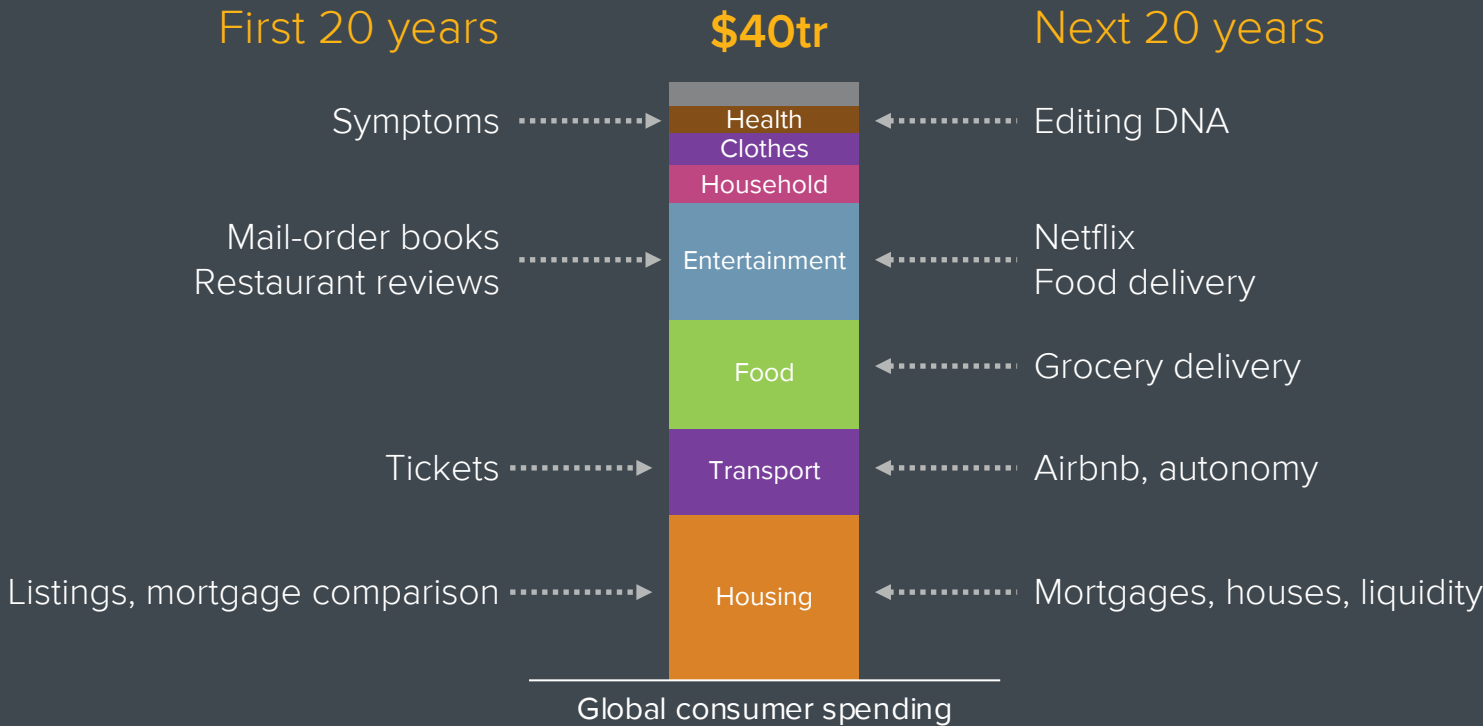 First 20 years
$40tr
Next 20 years
Symptoms
Health
Editing DNA
Clothes
Household
Mail-order books
Restaurant reviews
Entertainment
Netflix
Food delivery
Food
Grocery delivery
Tickets
Transport
Airbnb, autonomy
Listings, mortgage comparison
Housing
Mortgages, houses, liquidity
Global consumer spending